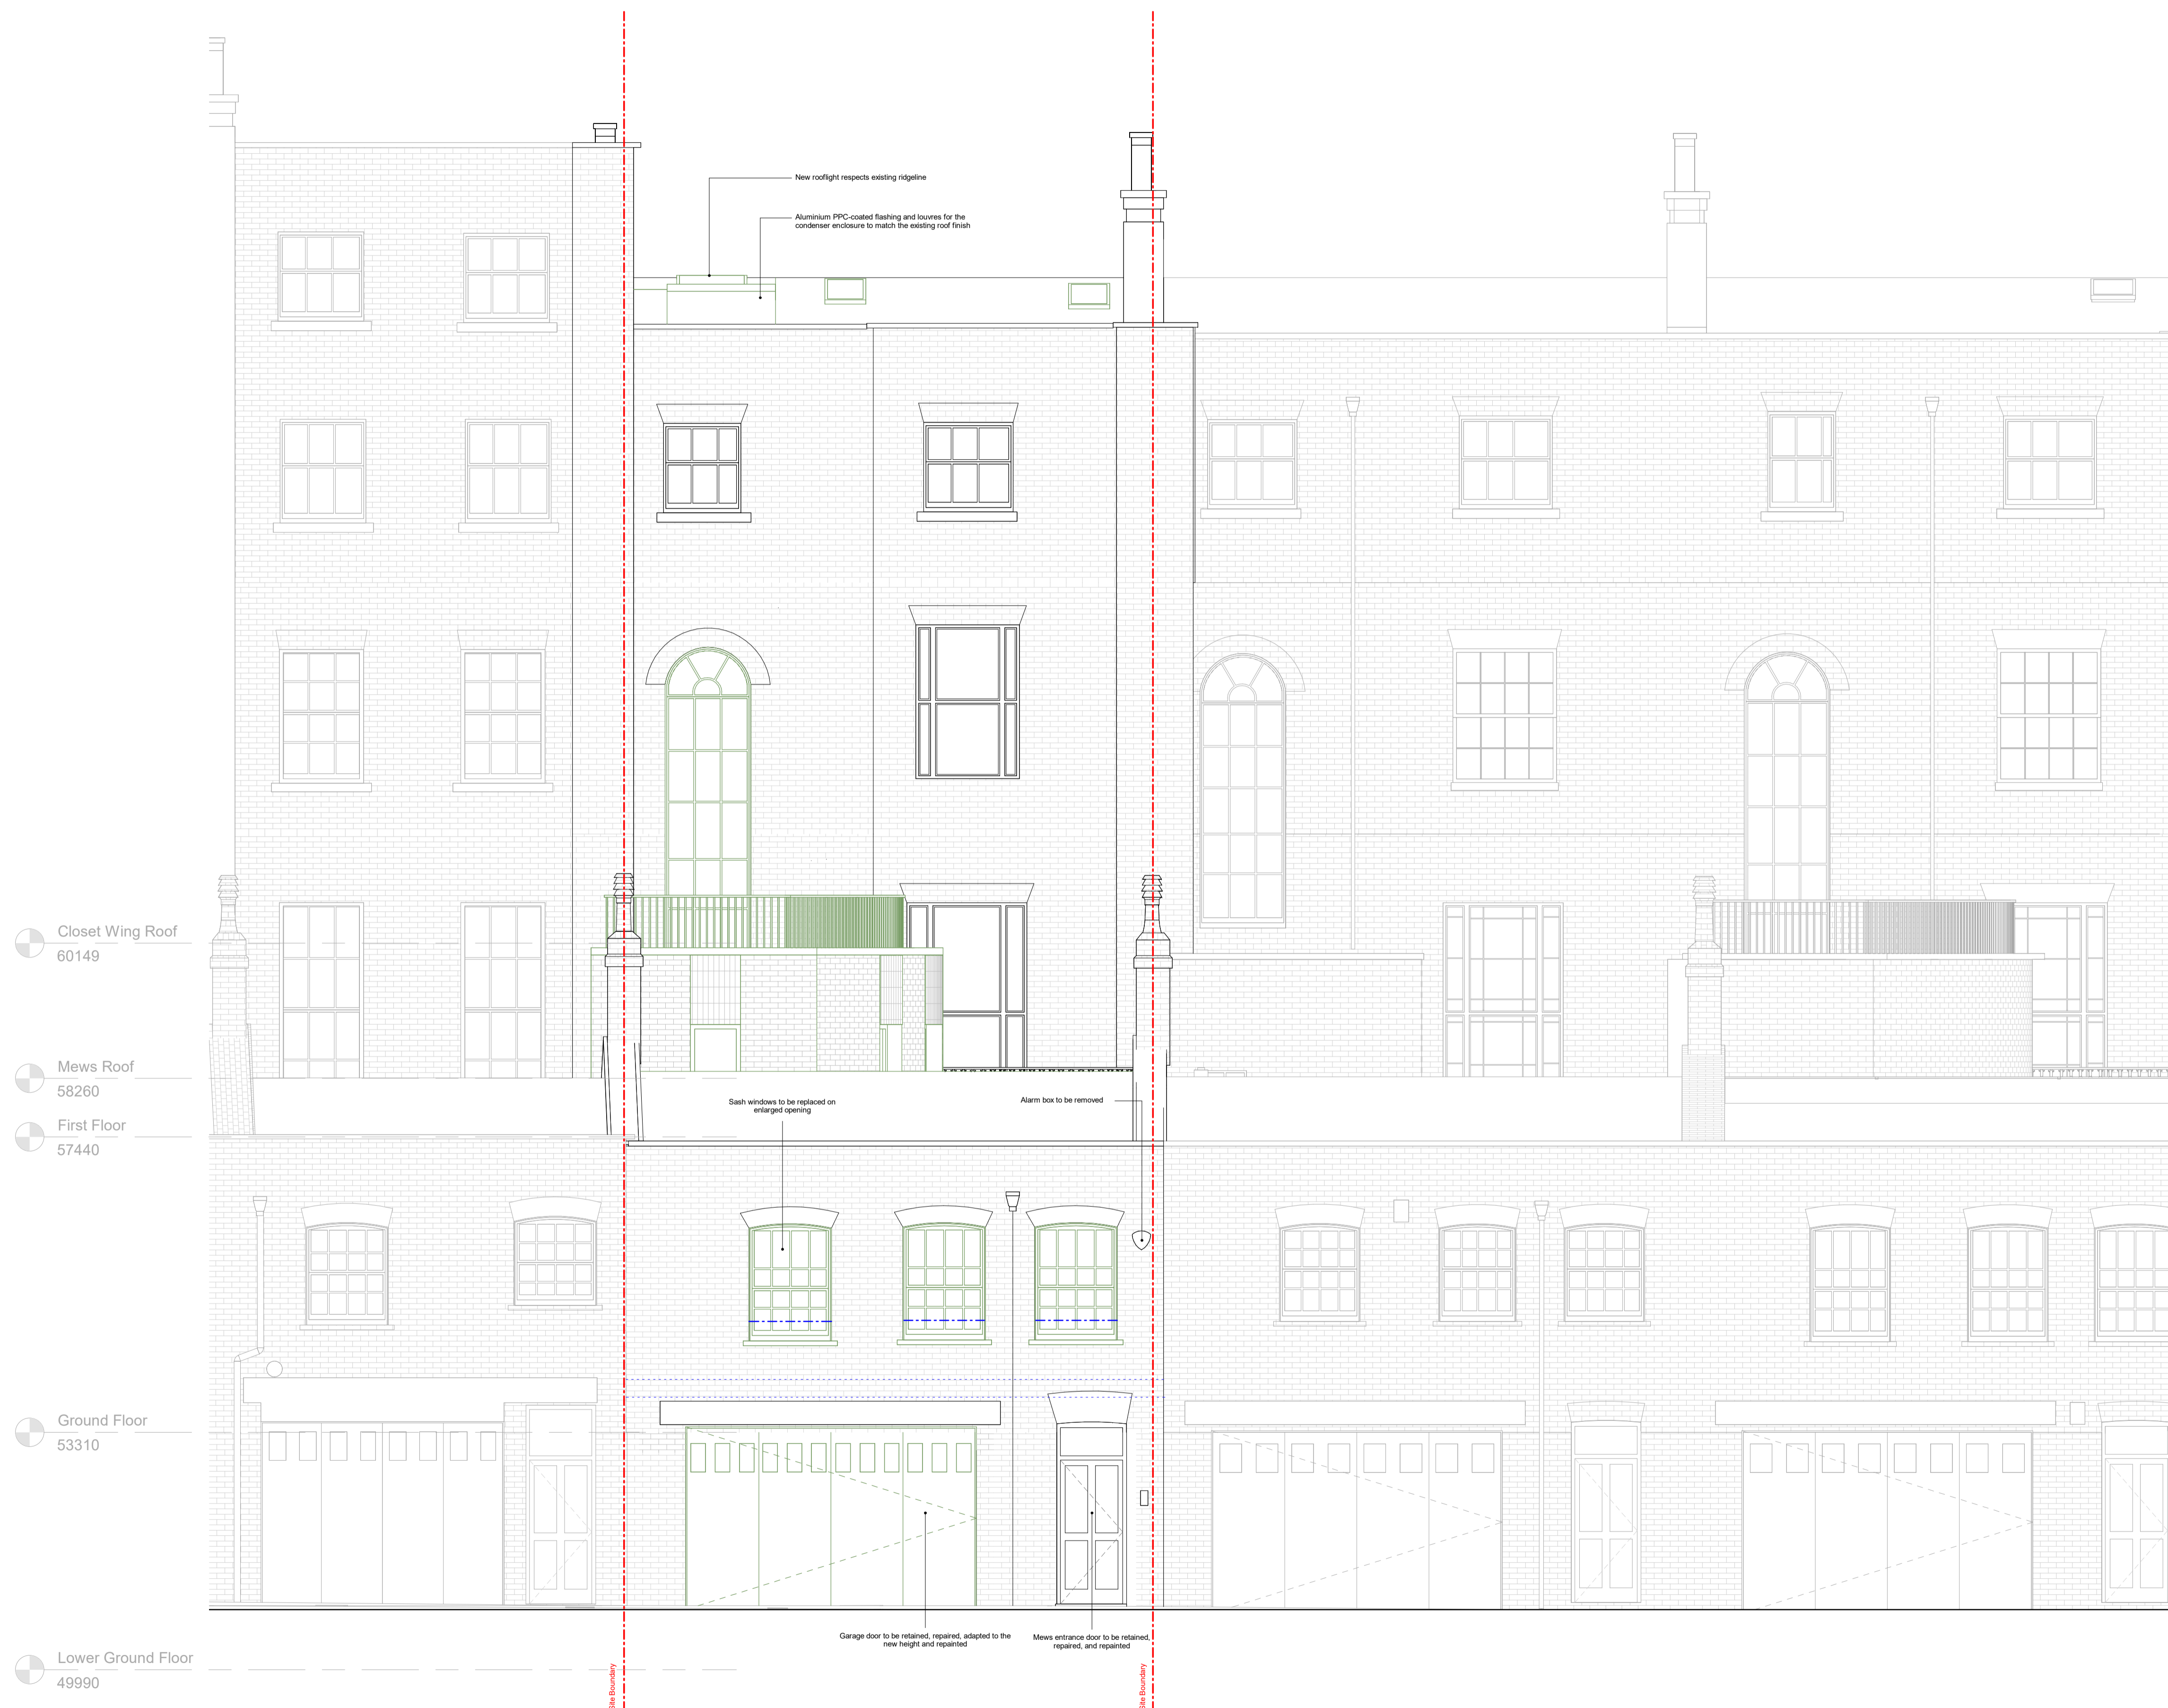 New rooflight respects existing ridgeline
Aluminium PPC-coated flashing and louvres for the
condenser enclosure to match the existing roof finish
Closet Wing Roof
60149
Mews Roof
58260
First Floor
57440
Sash windows to be replaced on
enlarged opening
Alarm box to be removed
Ground Floor
53310
Garage door to be retained, repaired, adapted to the
new height and repainted
Mews entrance door to be retained,
repaired, and repainted
Lower Ground Floor
49990
Site Boundary
Site Boundary